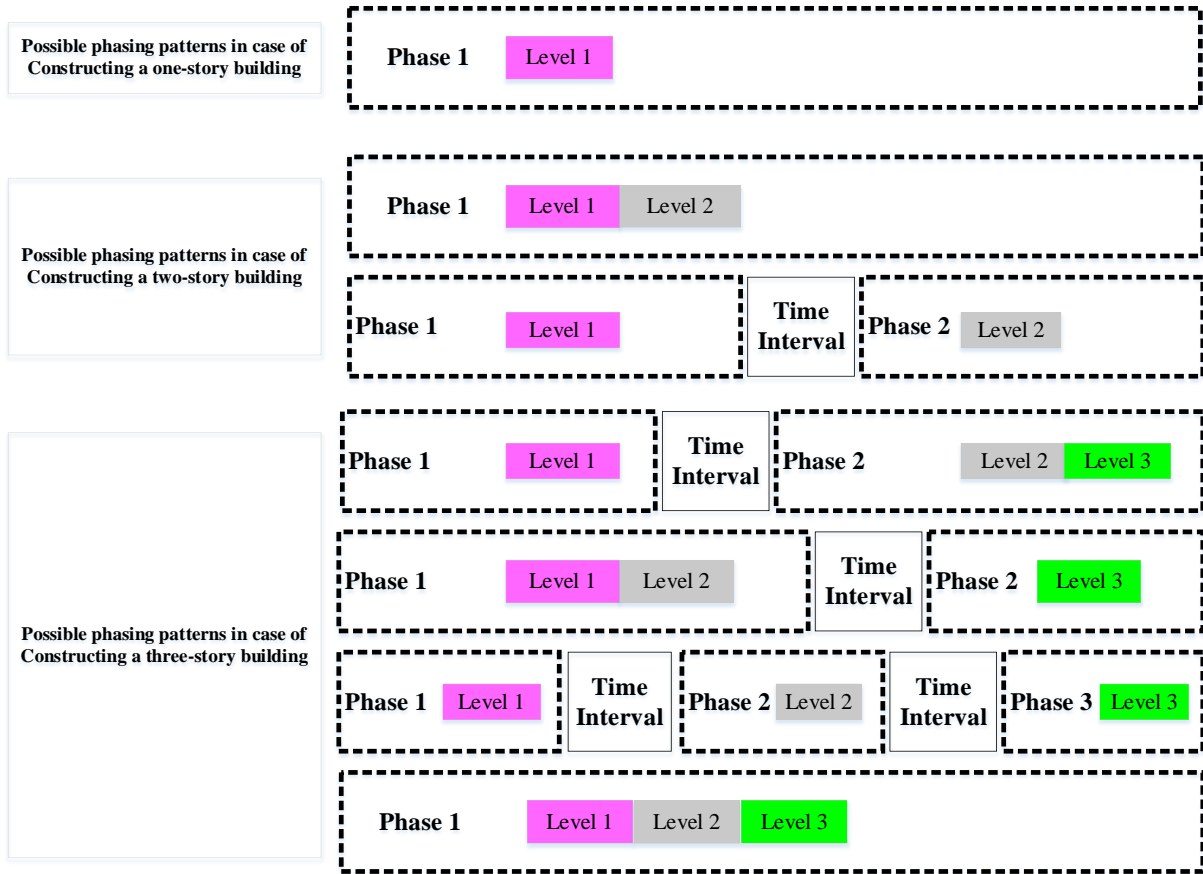 Possible phasing patterns in case of
Constructing a one-story building
Phase 1
Level 1
Possible phasing patterns in case of
Constructing a two-story building
Phase 1
Level 1
Level 2
Phase 1
Level 1
Time
Interval
Phase 2
Level 2
Possible phasing patterns in case of
Constructing a three-story building
Phase 1
Level 1
Time
Interval
Phase 2
Level 2
Level 3
Phase 1
Level 1
Level 2
Time
Interval
Phase 2
Level 3
Phase 1
Level 1
Time
Interval
Phase 2
Level 2
Time
Interval
Phase 3
Level 3
Phase 1
Level 1
Level 2
Level 3